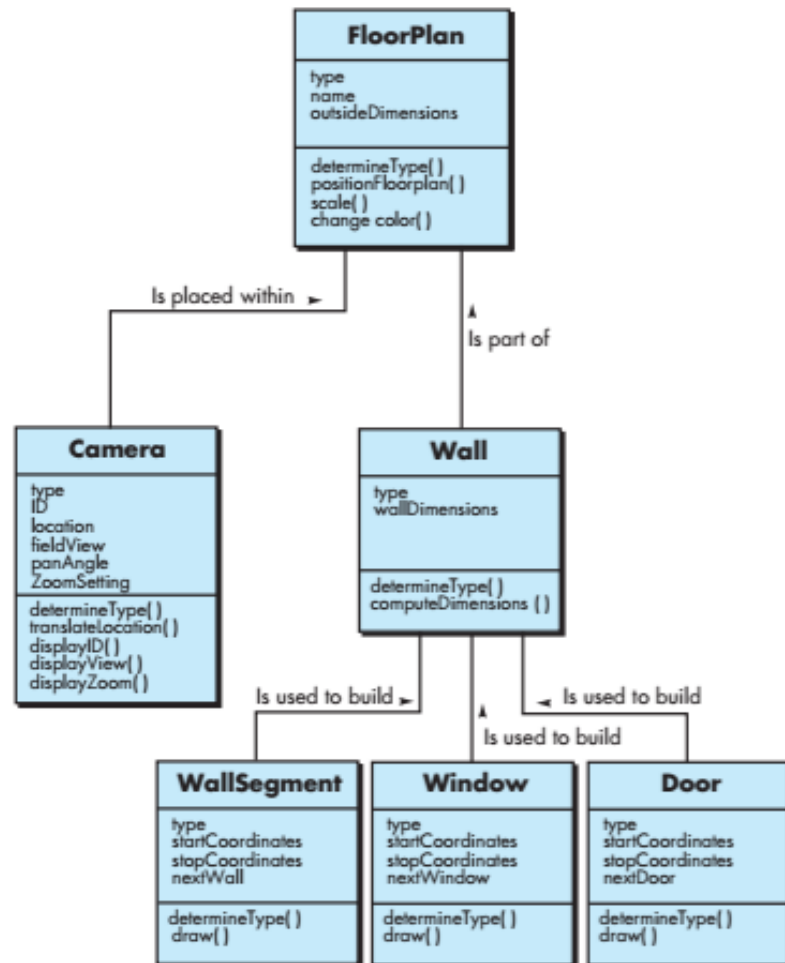 FloorPlan
type
name
outsideDimensions
determineType( )
positionFloorplan( )
scale( )
change color( )
Is placed within
Is part of
Camera
type
ID
location
fieldView
panAngle
ZoomSetting
determineType( )
translateLocation( )
displayID( )
displayView( )
displayZoom( )
Wall
type
wallDimensions
determineType( )
computeDimensions ( )
Is used to build
Is used to build
Is used to build
WallSegment
type
startCoordinates
stopCoordinates
nextWall
determineType( )
draw( )
Window
type
startCoordinates
stopCoordinates
nextWindow
determineType( )
draw( )
Door
type
startCoordinates
stopCoordinates
nextDoor
determineType( )
draw( )